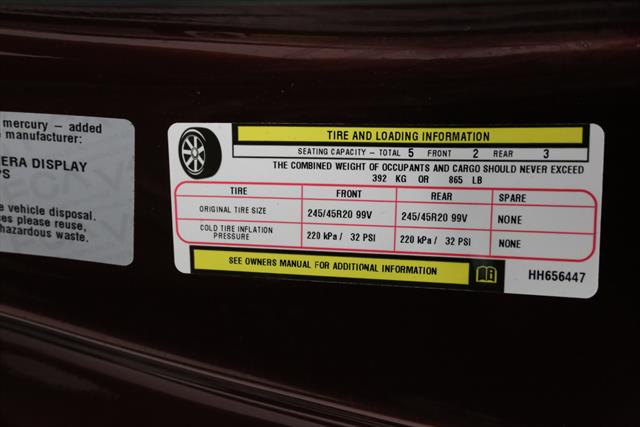 mercury — added
manufacturer:
ERA DISPLAY
PS
vehicle disposal.
please reuse,
hazardous waste.
TIRE AND LOADING INFORMATION
SEATING CAPACITY – TOTAL 5 FRONT 2 REAR 3
THE COMBINED WEIGHT OF OCCUPANTS AND CARGO SHOULD NEVER EXCEED
392 KG OR 865 LB
TIRE FRONT REAR SPARE
ORIGINAL TIRE SIZE 245/45R20 99V 245/45R20 99V NONE
COLD TIRE INFLATION PRESSURE 220 kPa / 32 PSI 220 kPa / 32 PSI NONE
SEE OWNERS MANUAL FOR ADDITIONAL INFORMATION
HH656447